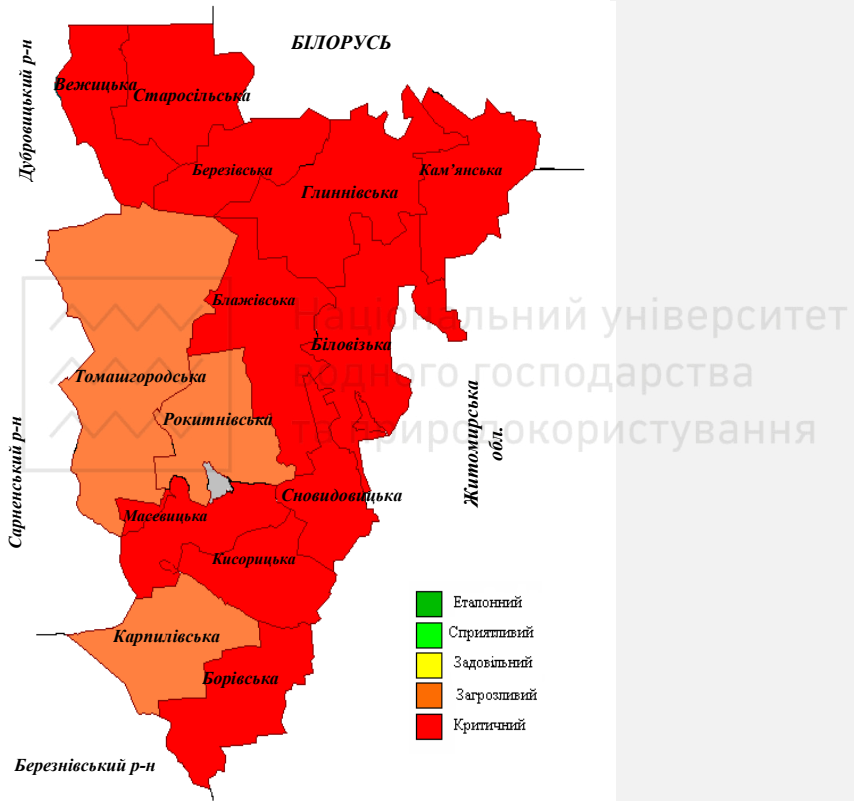 БІЛОРУСЬ
Дубровицький р-н
Вежицька
Старосільська
Березівська
Глиннівська
Кам’янська
Блажівська
Національний університет
Біловізька
водного господарства
Томашгородська
Рокитнівська
та природокористування
Житомирська
обл.
Сарненський р-н
Сновидовицька
Масевицька
Кисорицька
Карпилівська
Борівська
Еталонний
Сприятливий
Задовільний
Загрозливий
Критичний
Березнівський р-н